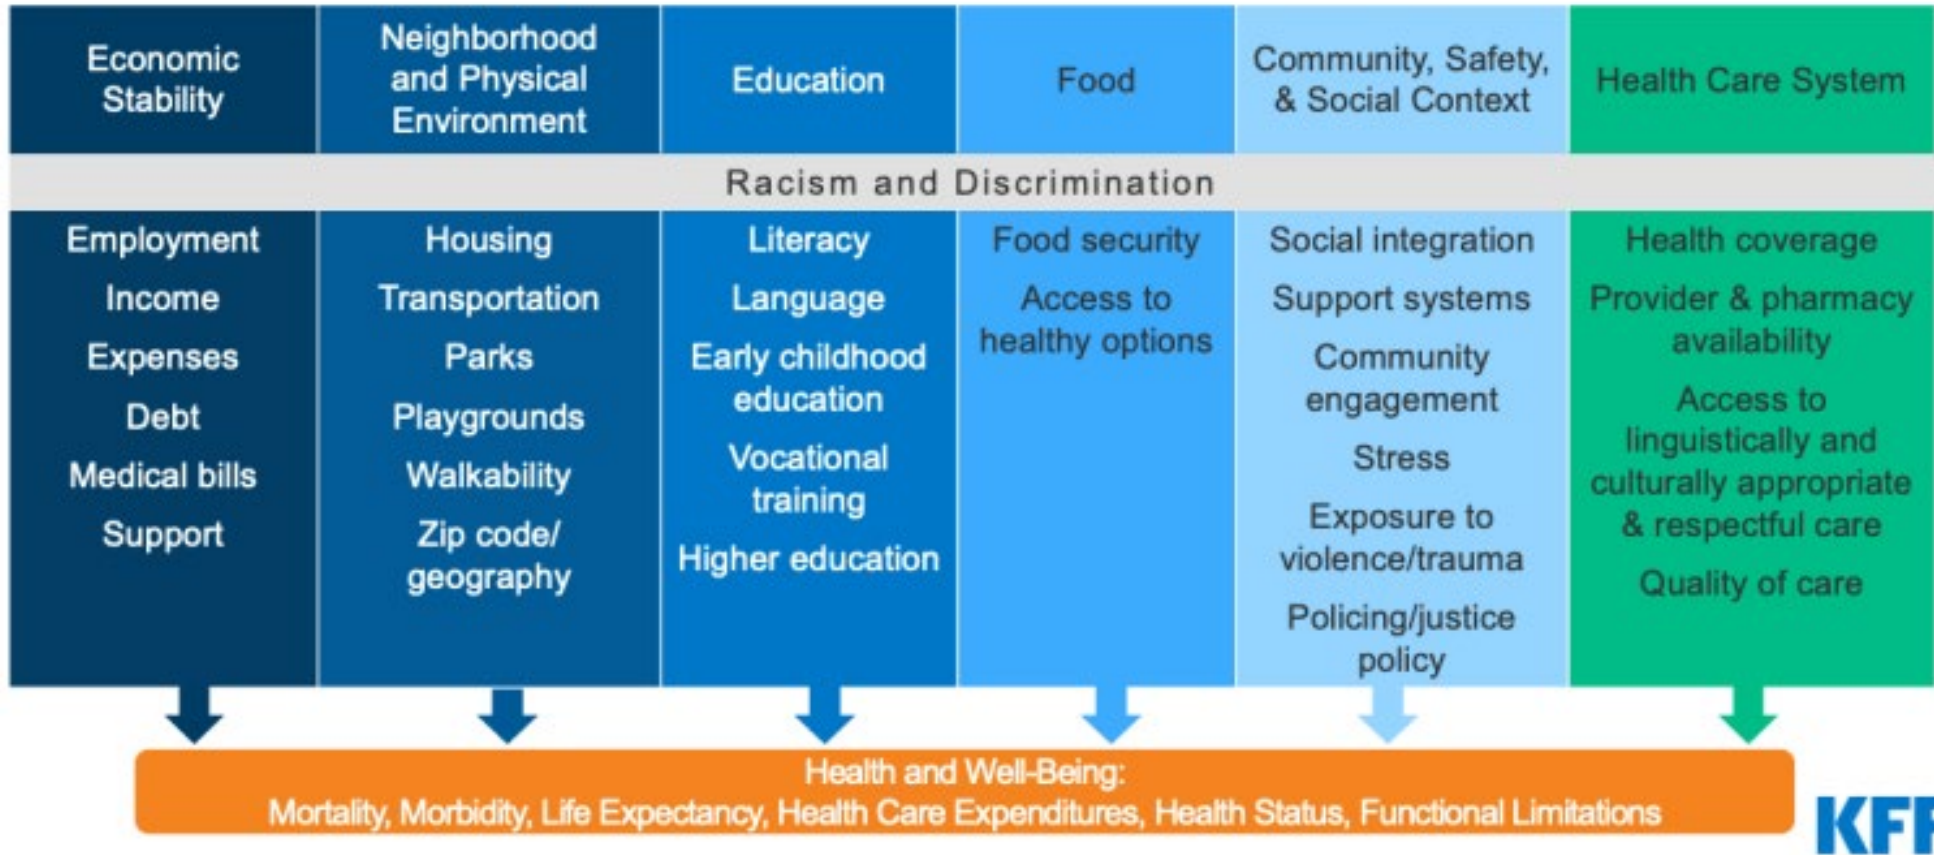 Economic
Stability
Neighborhood
and Physical
Environment
Education
Food
Community, Safety,
& Social Context
Health Care System
Racism and Discrimination
Employment
Income
Expenses
Debt
Medical bills
Support
Housing
Transportation
Parks
Playgrounds
Walkability
Zip code/
geography
Literacy
Language
Early childhood
education
Vocational
training
Higher education
Food security
Access to
healthy options
Social integration
Support systems
Community
engagement
Stress
Exposure to
violence/trauma
Policing/justice
policy
Health coverage
Provider & pharmacy
availability
Access to
linguistically and
culturally appropriate
& respectful care
Quality of care
Health and Well-Being:
Mortality, Morbidity, Life Expectancy, Health Care Expenditures, Health Status, Functional Limitations
KFF